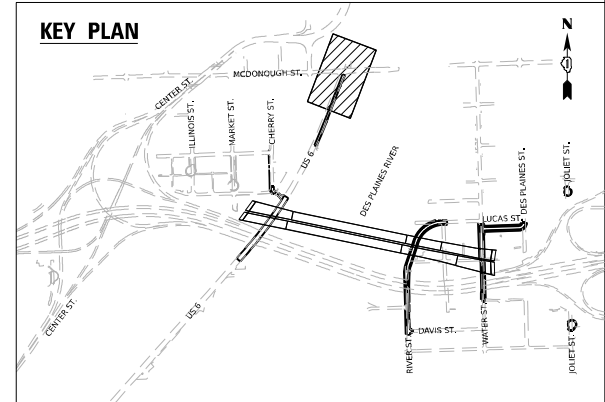 KEY PLAN
N
MCDONOUGH ST.
CENTER ST.
ILLINOIS ST.
MARKET ST.
CHERRY ST.
US 6
DES PLAINES RIVER
JOLIET ST.
DES PLAINES ST.
LUCAS ST.
CENTER ST.
US 6
RIVER ST.
DAVIS ST.
WATER ST.
JOLIET ST.